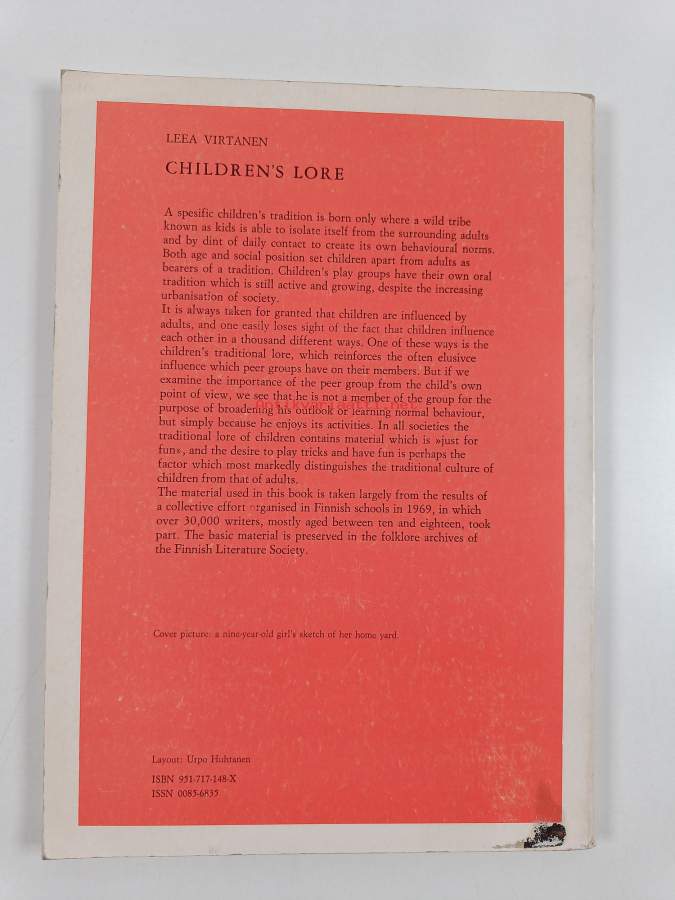 LEEA VIRTANEN
CHILDREN'S LORE
A spesific children's tradition is born only where a wild tribe
known as kids is able to isolate itself from the surrounding adults
and by dint of daily contact to create its own behavioural norms.
Both age and social position set children apart from adults as
bearers of a tradition. Children's play groups have their own oral
tradition which is still active and growing, despite the increasing
urbanisation of society.
It is always taken for granted that children are influenced by
adults, and one easily loses sight of the fact that children influence
each other in a thousand different ways. One of these ways is the
children's traditional lore, which reinforces the often elusivce
influence which peer groups have on their members. But if we
examine the importance of the peer group from the child's own
point of view, we see that he is not a member of the group for the
purpose of broadening his outlook or learning normal behaviour,
but simply because he enjoys its activities. In all societies the
traditional lore of children contains material which is »just for
fun», and the desire to play tricks and have fun is perhaps the
factor which most markedly distinguishes the traditional culture of
children from that of adults.
The material used in this book is taken largely from the results of
a collective effort organised in Finnish schools in 1969, in which
over 30,000 writers, mostly aged between ten and eighteen, took
part. The basic material is preserved in the folklore archives of
the Finnish Literature Society.
Cover picture: a nine-year-old girl's sketch of her home yard.
Layout: Urpo Huhtanen
ISBN 951-717-148-X
ISSN 0085-6835